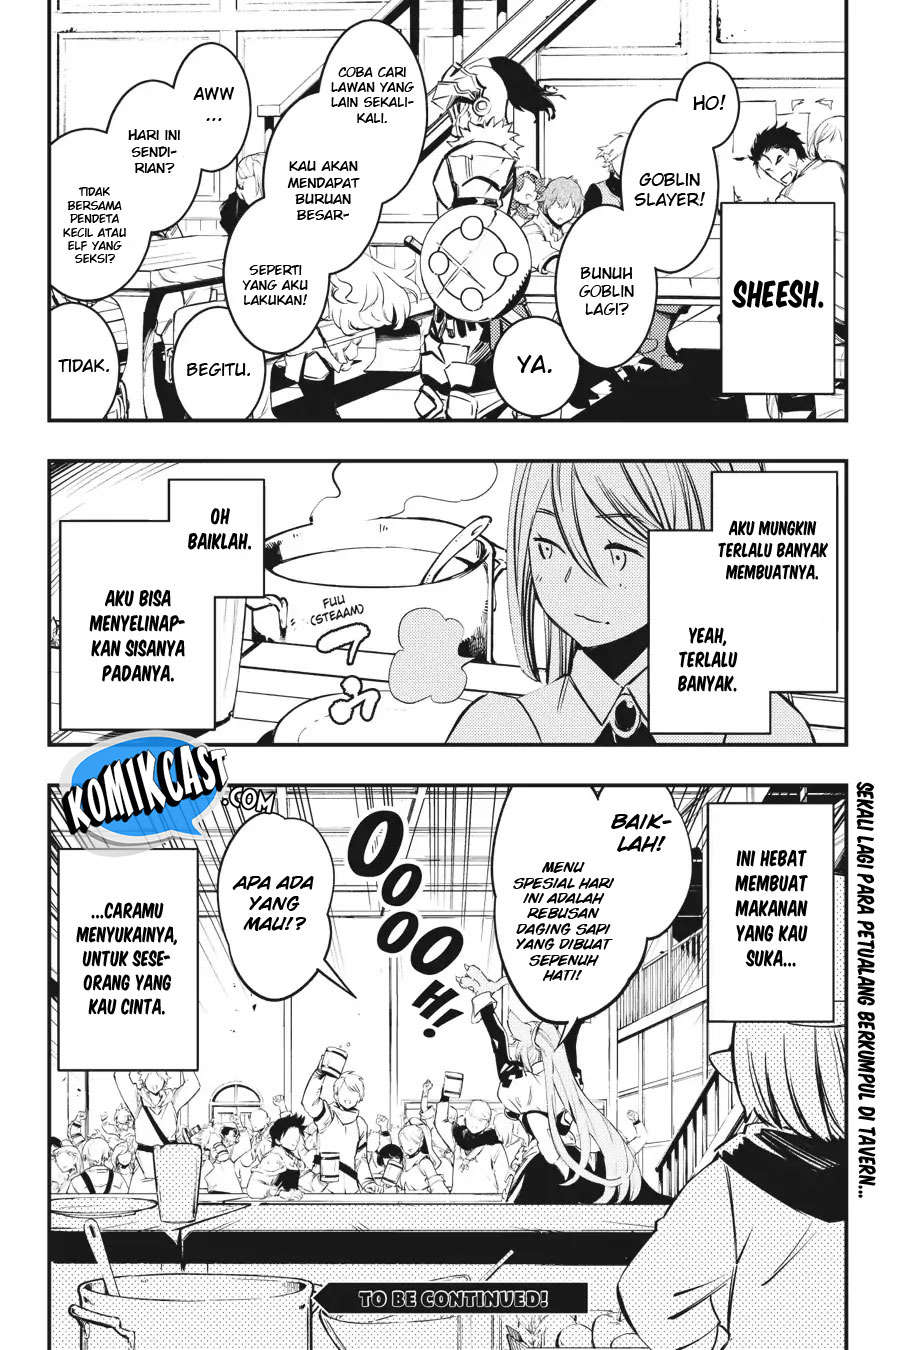 HO!
GOBLIN
SLAYER!
BUNUH
GOBLIN
LAGI?
YA.
SHEESH.
COBA CARI
LAWAN YANG
LAIN SEKALI-
KALI.
KAU AKAN
MENDAPAT
BURUAN
BESAR-
SEPERTI
YANG AKU
LAKUKAN!
BEGITU.
AWW
...
HARI INI
SENDI-
RIAN?
TIDAK
BERSAMA
PENDETA
KECIL ATAU
ELF YANG
SEKSI?
TIDAK.
AKU MUNGKIN
TERLALU BANYAK
MEMBUATNYA.
YEAH,
TERLALU
BANYAK.
FUU
(STEAAM)
フゥ
OH
BAIKLAH.
AKU BISA
MENYELINAP-
KAN SISANYA
PADANYA.
KOMIKCAST
.COM
INI HEBAT
MEMBUAT
MAKANAN
YANG KAU
SUKA...
BAIK-
LAH!
MENU
SPESIAL HARI
INI ADALAH
REBUSAN
DAGING SAPI
YANG DIBUAT
SEPENUH
HATI!
OOOOH!
APA ADA
YANG
MAU!?
...CARAMU
MENYUKAINYA,
UNTUK SESE-
ORANG YANG
KAU CINTA.
SEKALI LAGI PARA PETUALANG BERKUMPUL DI TAVERN...
TO BE CONTINUED!